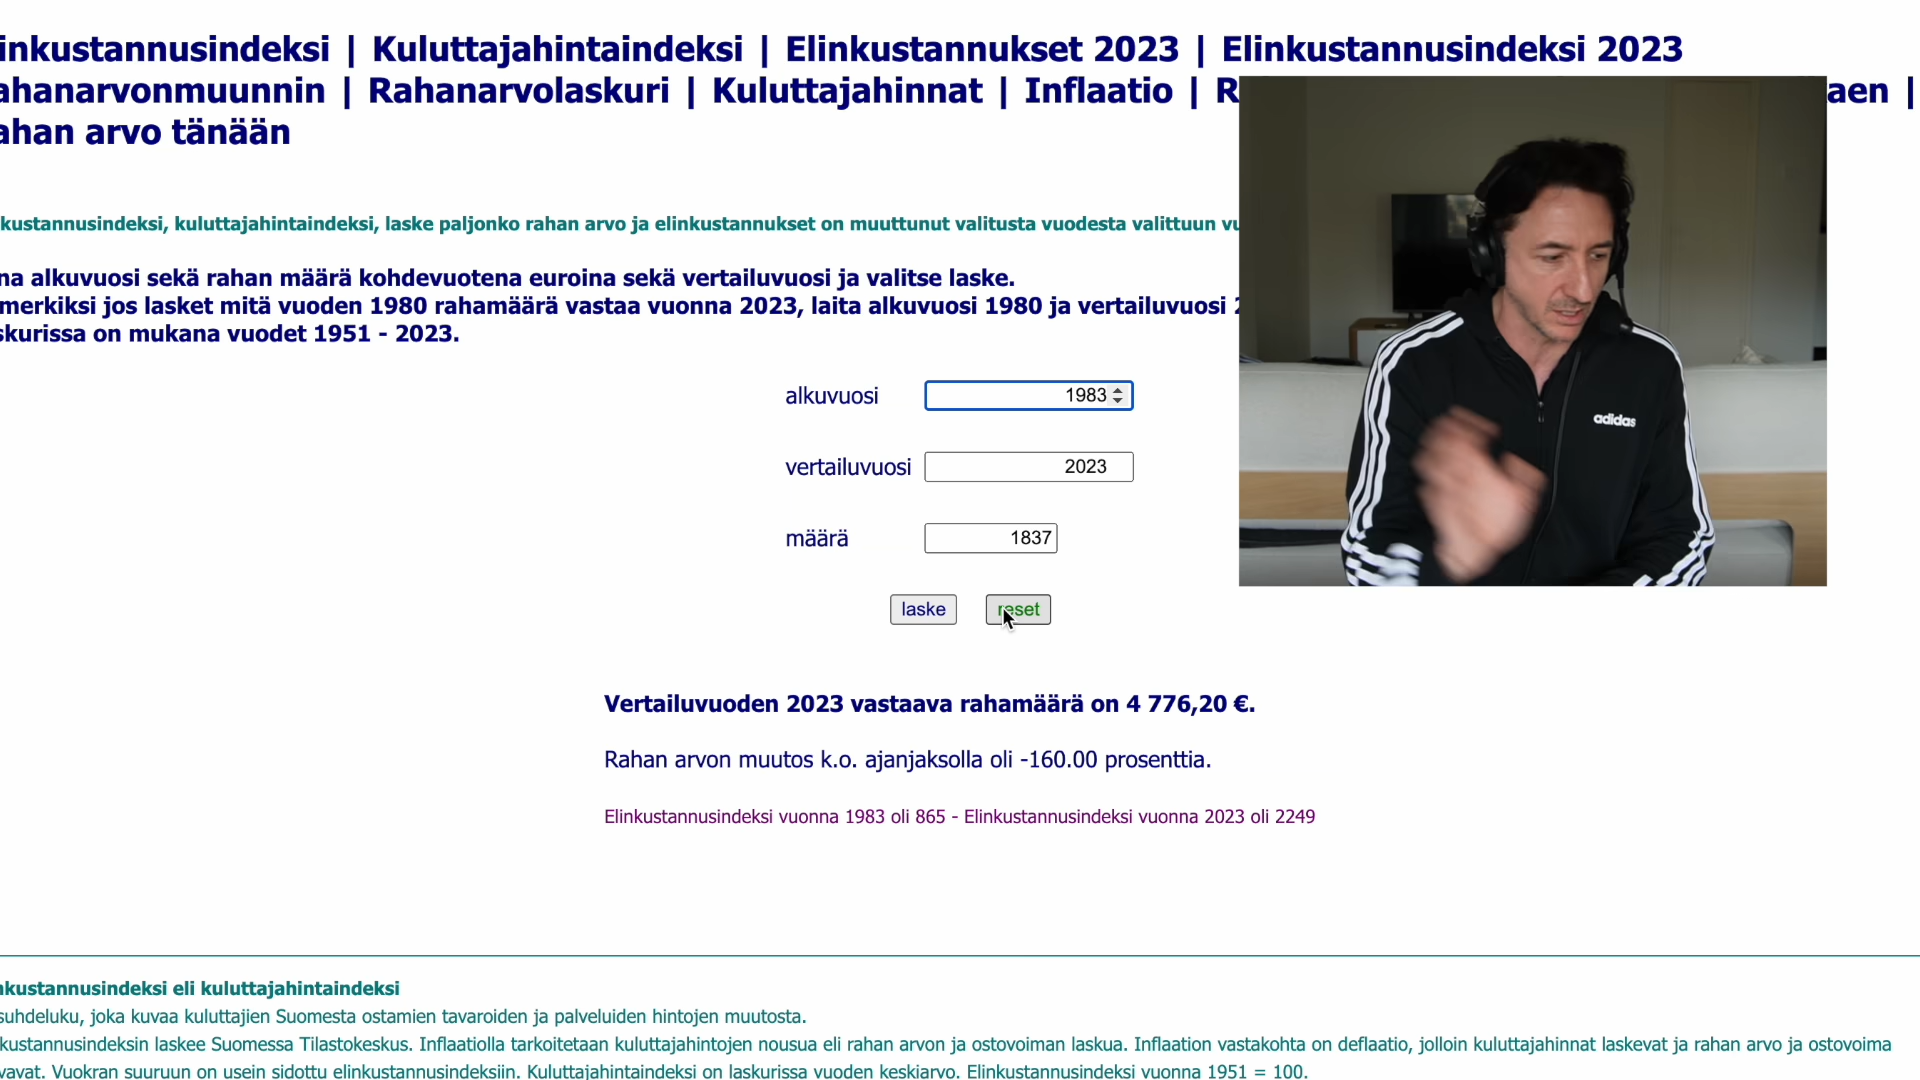 inkustannusindeksi | Kuluttajahintaindeksi | Elinkustannukset 2023 | Elinkustannusindeksi 2023
ahanarvonmuunnin | Rahanarvolaskuri | Kuluttajahinnat | Inflaatio | R aen |
ahan arvo tänään
kustannusindeksi, kuluttajahintaindeksi, laske paljonko rahan arvo ja elinkustannukset on muuttunut valitusta vuodesta valittuun vu
na alkuvuosi sekä rahan määrä kohdevuotena euroina sekä vertailuvuosi ja valitse laske.
merkiksi jos lasket mitä vuoden 1980 rahamäärä vastaa vuonna 2023, laita alkuvuosi 1980 ja vertailuvuosi 2
skurissa on mukana vuodet 1951 - 2023.
alkuvuosi 1983
vertailuvuosi 2023
määrä 1837
laske reset
adidas
Vertailuvuoden 2023 vastaava rahamäärä on 4 776,20 €.
Rahan arvon muutos k.o. ajanjaksolla oli -160.00 prosenttia.
Elinkustannusindeksi vuonna 1983 oli 865 - Elinkustannusindeksi vuonna 2023 oli 2249
nkustannusindeksi eli kuluttajahintaindeksi
suhdeluku, joka kuvaa kuluttajien Suomesta ostamien tavaroiden ja palveluiden hintojen muutosta.
kustannusindeksin laskee Suomessa Tilastokeskus. Inflaatiolla tarkoitetaan kuluttajahintojen nousua eli rahan arvon ja ostovoiman laskua. Inflaation vastakohta on deflaatio, jolloin kuluttajahinnat laskevat ja rahan arvo ja ostovoima
vavat. Vuokran suuruun on usein sidottu elinkustannusindeksiin. Kuluttajahintaindeksi on laskurissa vuoden keskiarvo. Elinkustannusindeksi vuonna 1951 = 100.